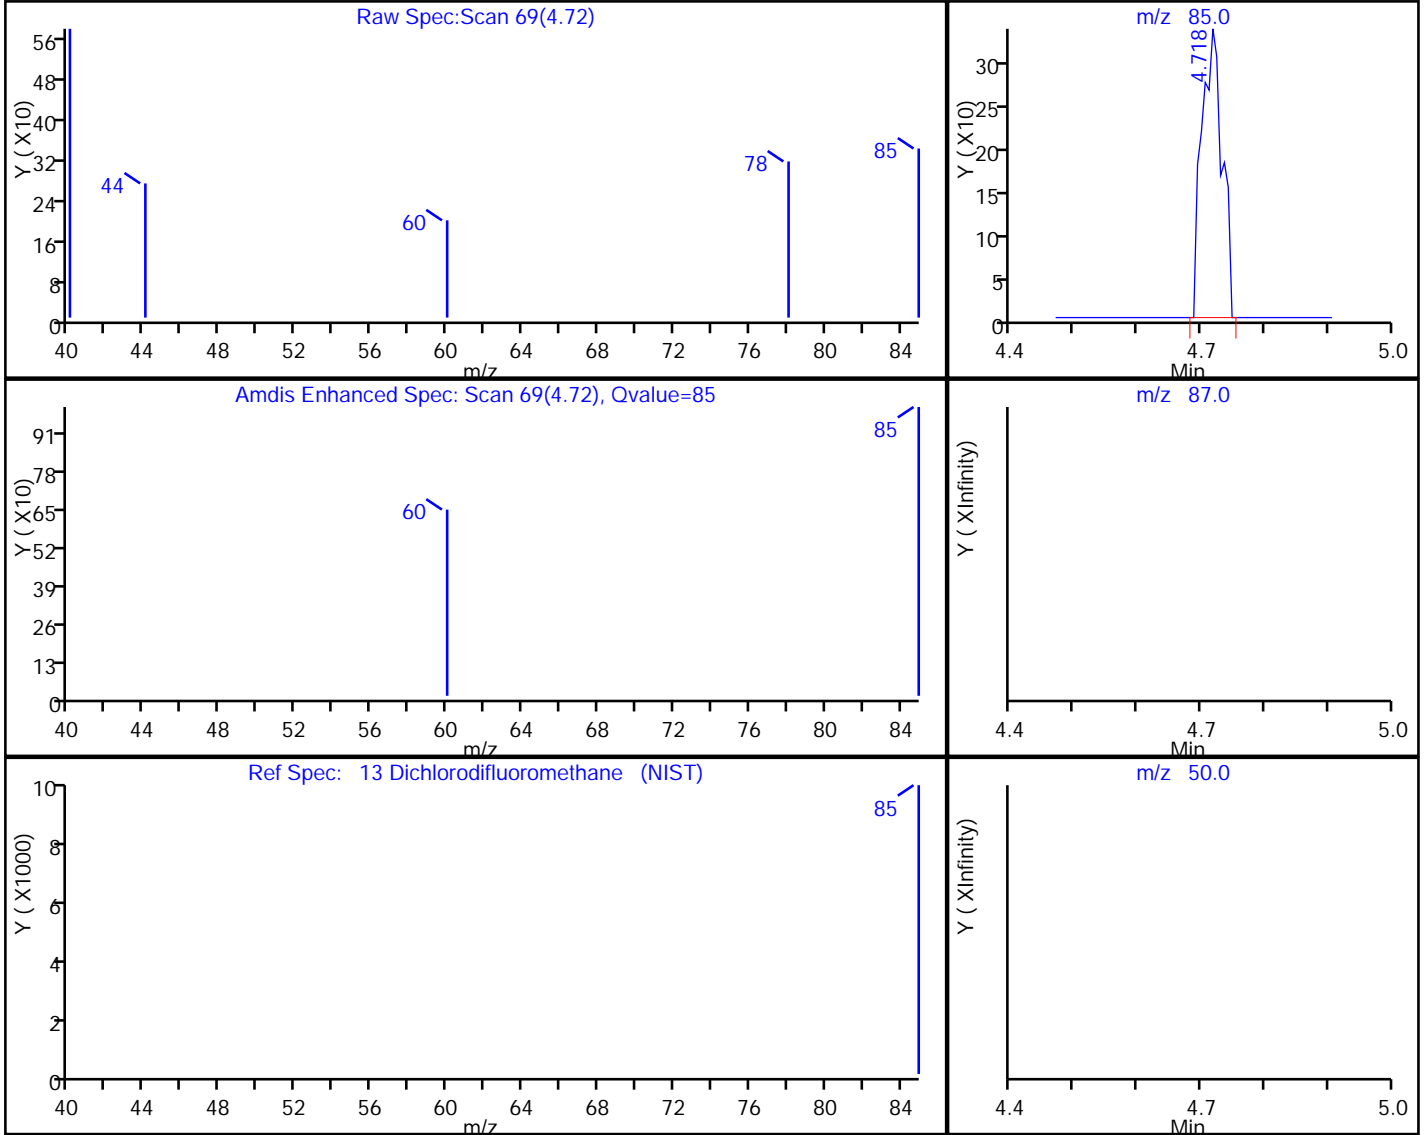 Raw Spec:Scan 69(4.72)
Y ( X10)
56
48
40
32
24
16
8
0
44
60
78
85
40 44 48 52 56 60 64 68 72 76 80 84
m/z
m/z 85.0
Y ( X10)
30
25
20
15
10
5
0
4.718
4.4 4.7 5.0
Min
Amdis Enhanced Spec: Scan 69(4.72), Qvalue=85
Y ( X10)
91
78
65
52
39
26
13
0
60
85
40 44 48 52 56 60 64 68 72 76 80 84
m/z
m/z 87.0
Y ( XInfinity)
4.4 4.7 5.0
Min
Ref Spec: 13 Dichlorodifluoromethane (NIST)
Y ( X1000)
10
8
6
4
2
0
85
40 44 48 52 56 60 64 68 72 76 80 84
m/z
m/z 50.0
Y ( XInfinity)
4.4 4.7 5.0
Min